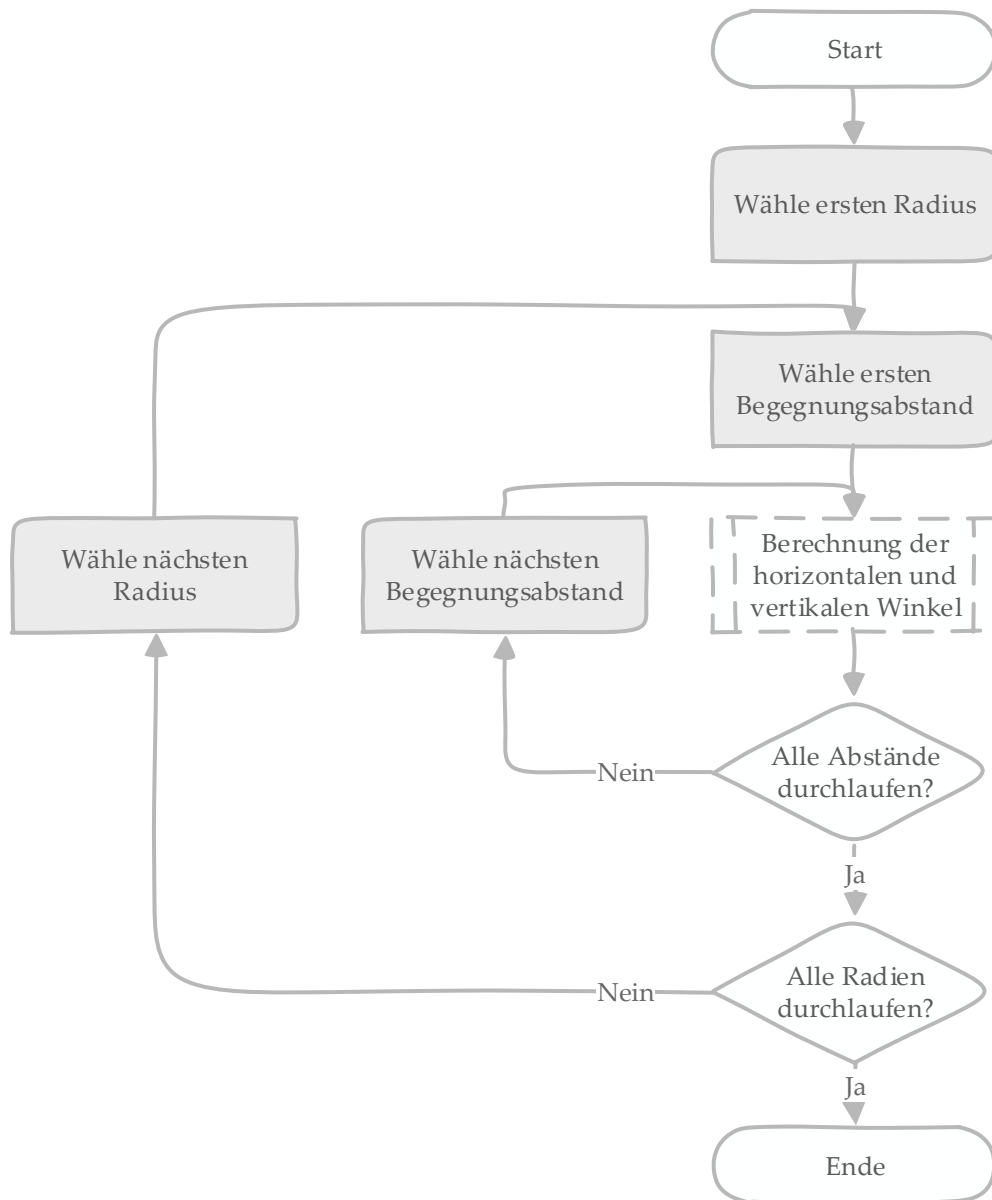 Start
Wähle ersten Radius
Wähle ersten
Begegnungsabstand
Wähle nächsten
Radius
Wähle nächsten
Begegnungsabstand
Berechnung der
horizontalen und
vertikalen Winkel
Alle Abstände
durchlaufen?
Nein
Ja
Alle Radien
durchlaufen?
Nein
Ja
Ende